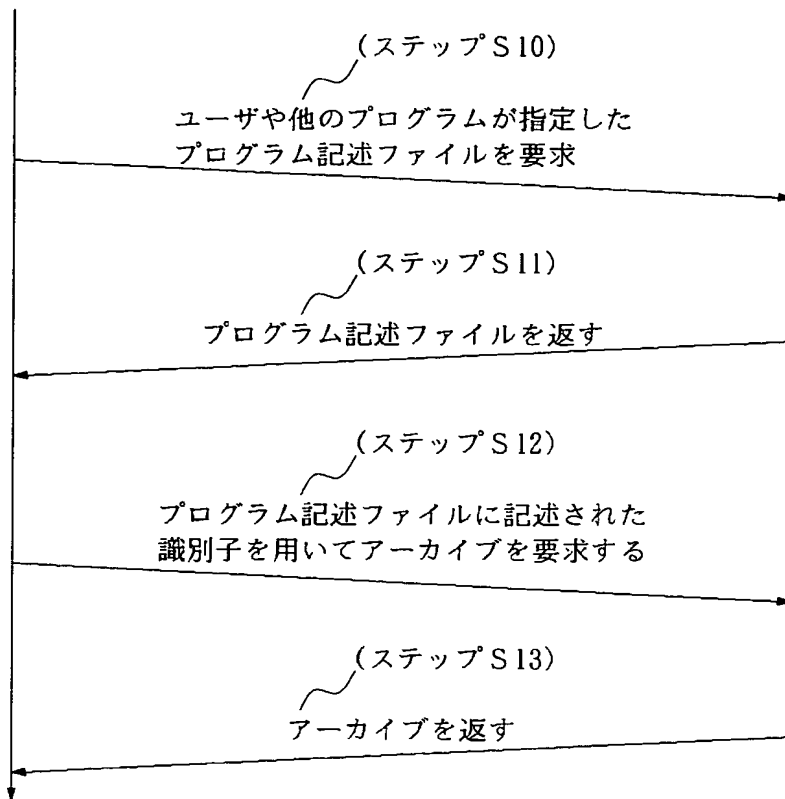 (ステップS10)
ユーザや他のプログラムが指定した
プログラム記述ファイルを要求
(ステップS11)
プログラム記述ファイルを返す
(ステップS12)
プログラム記述ファイルに記述された
識別子を用いてアーカイブを要求する
(ステップS13)
アーカイブを返す